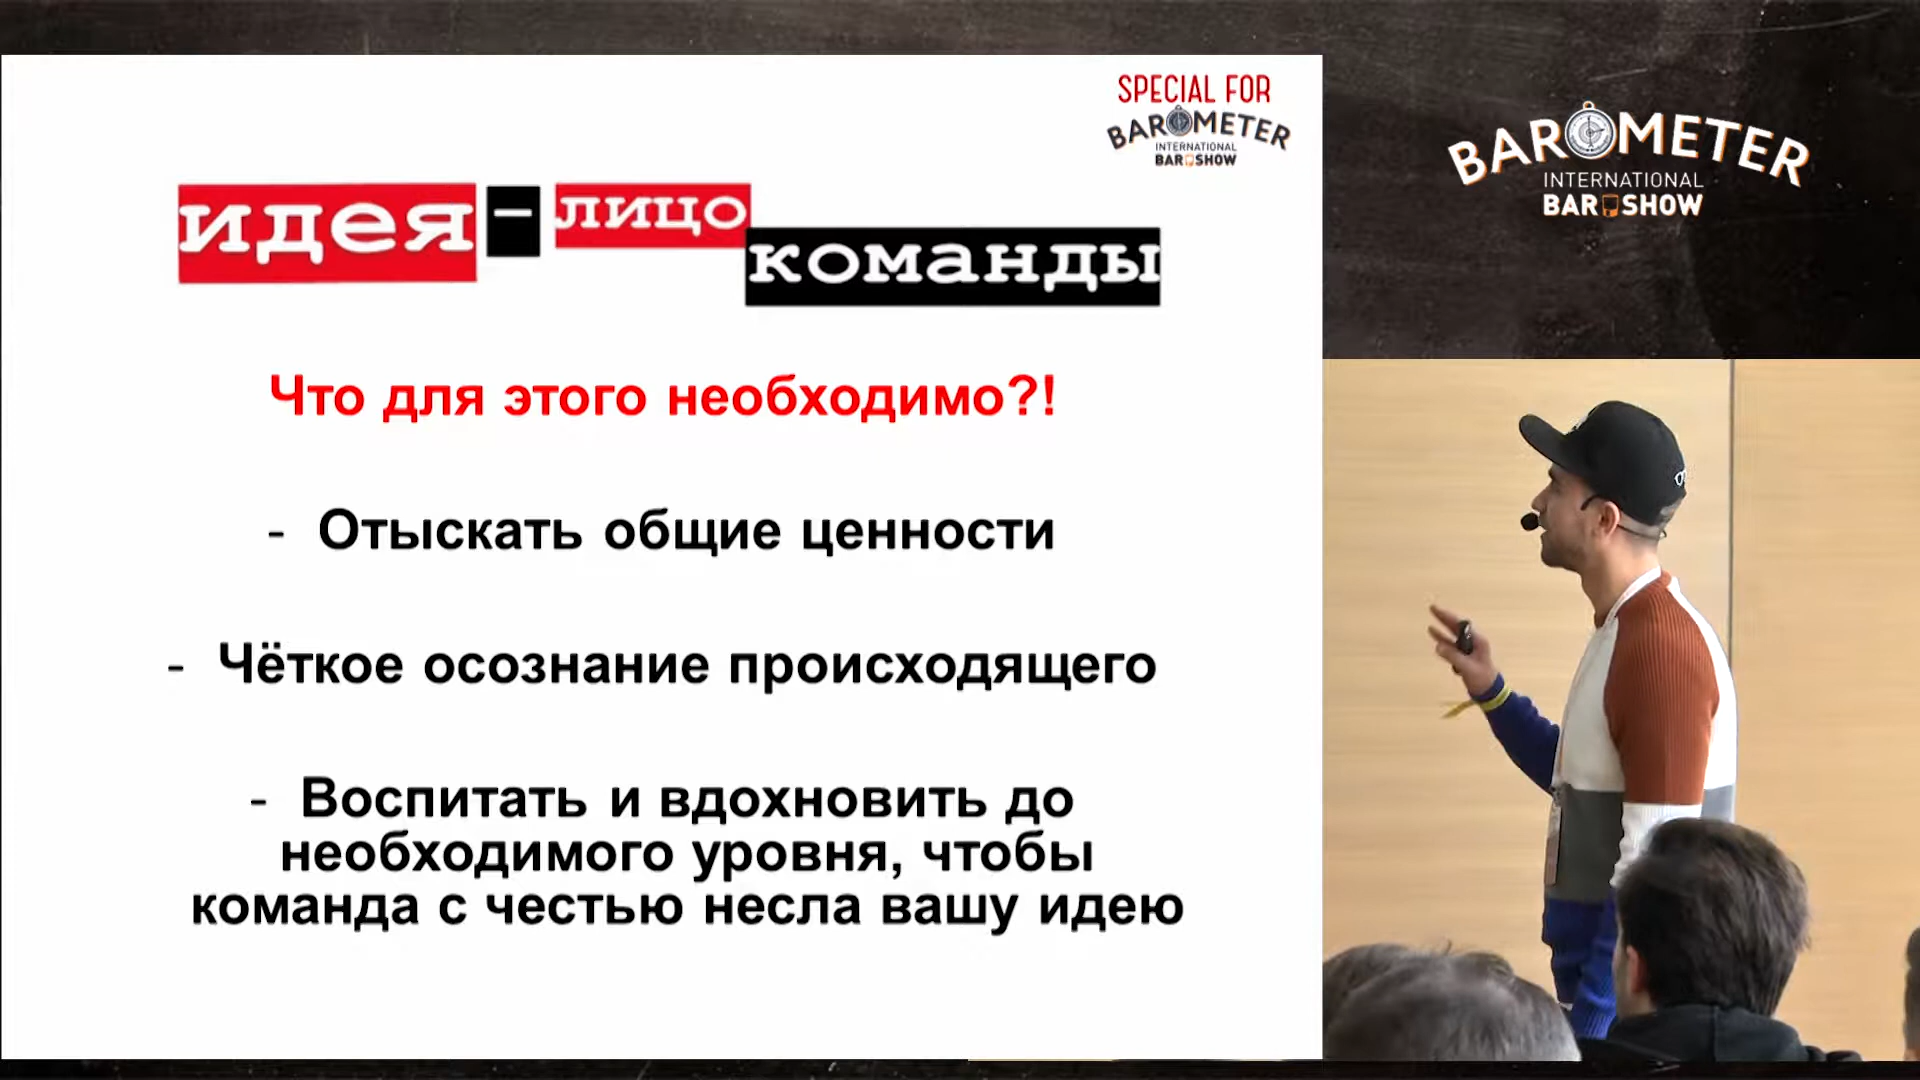 SPECIAL FOR
BAROMETER
INTERNATIONAL
BAR SHOW
идея - лицо
команды
Что для этого необходимо?!
- Отыскать общие ценности
- Чёткое осознание происходящего
- Воспитать и вдохновить до
необходимого уровня, чтобы
команда с честью несла вашу идею
BAROMETER
INTERNATIONAL
BAR SHOW